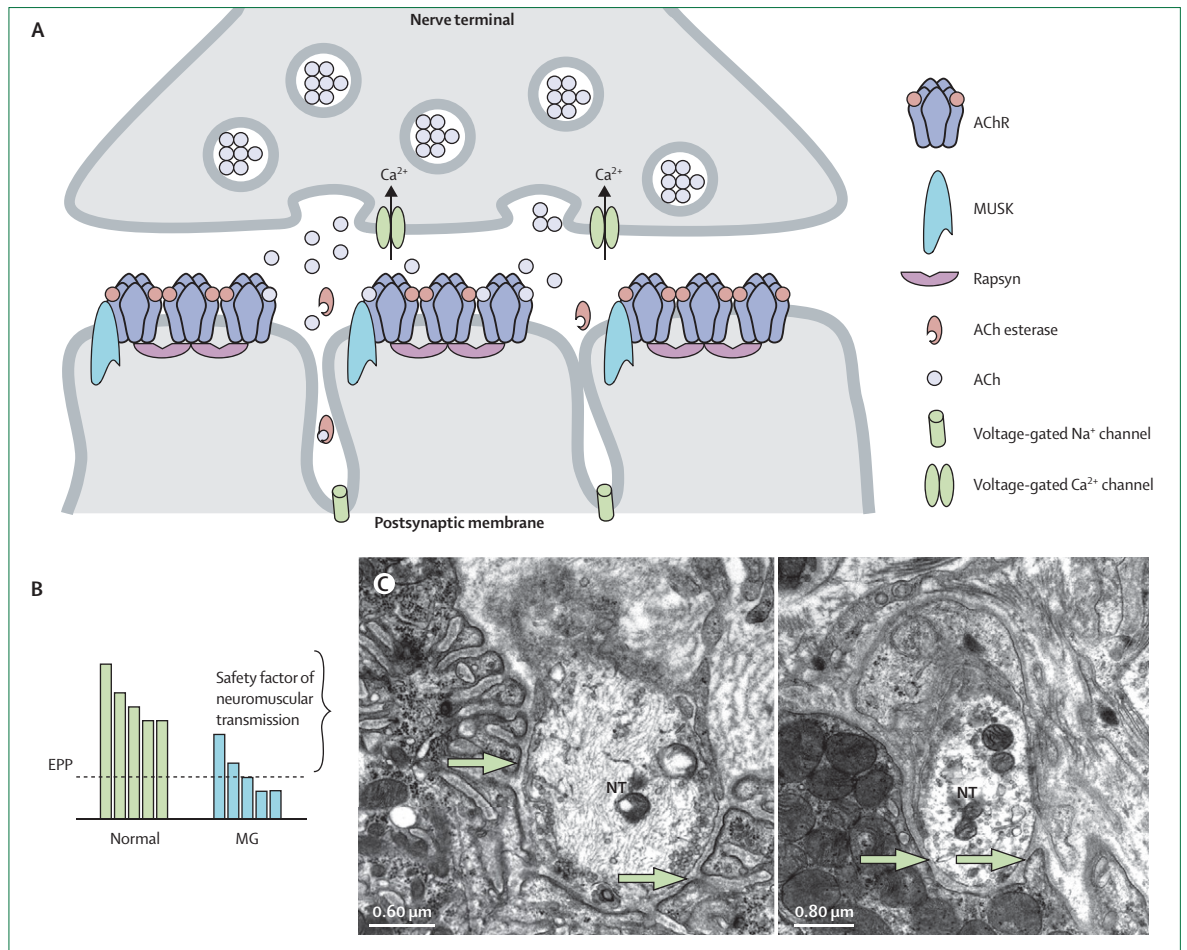 A
Nerve terminal
Ca²⁺
Ca²⁺
Postsynaptic membrane
AChR
MUSK
Rapsyn
ACh esterase
ACh
Voltage-gated Na⁺ channel
Voltage-gated Ca²⁺ channel
B
Safety factor of
neuromuscular
transmission
EPP
Normal
MG
C
NT
0.60 μm
NT
0.80 μm